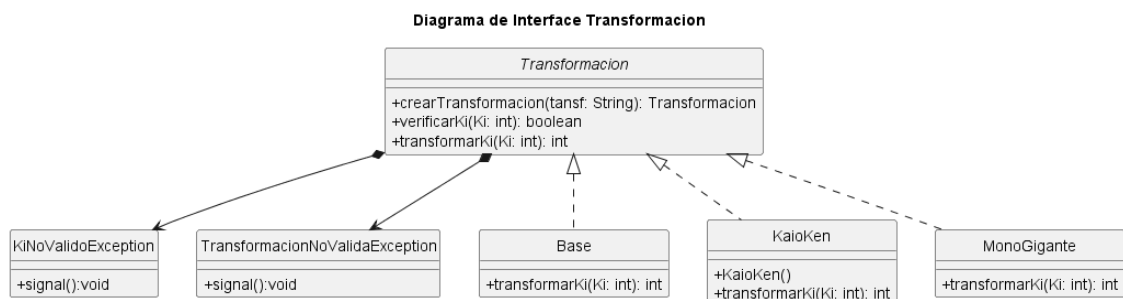 Diagrama de Interface Transformacion
Transformacion
+crearTransformacion(tansf: String): Transformacion
+verificarKi(Ki: int): boolean
+transformarKi(Ki: int): int
KiNoValidoException
+signal():void
TransformacionNoValidaException
+signal():void
Base
+transformarKi(Ki: int): int
KaioKen
+KaioKen()
+transformarKi(Ki: int): int
MonoGigante
+transformarKi(Ki: int): int